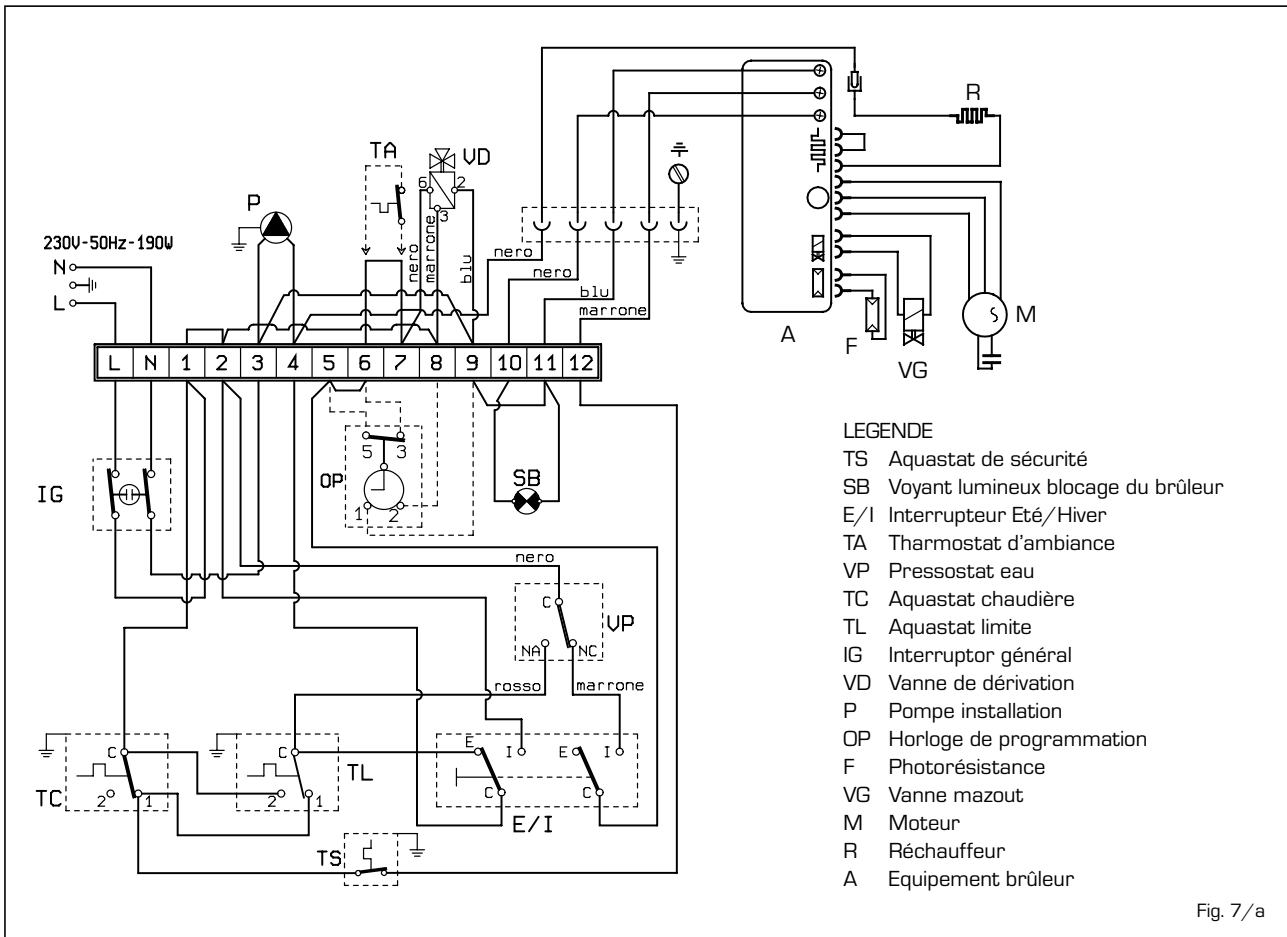 R
TA
VD
6
2
3
P
nero
marrone
blu
230V-50Hz-190W
N
L
nero
nero
blu
marrone
A
F
VG
M
L N 1 2 3 4 5 6 7 8 9 10 11 12
IG
5 3
OP
1 2
SB
nero
C
VP
NA NC
rosso
marrone
C
TC
2 1
C
TL
2 1
E I E I
C C
E/I
TS
LEGENDE
TS Aquastat de sécurité
SB Voyant lumineux blocage du brûleur
E/I Interrupteur Eté/Hiver
TA Tharmostat d'ambiance
VP Pressostat eau
TC Aquastat chaudière
TL Aquastat limite
IG Interruptor général
VD Vanne de dérivation
P Pompe installation
OP Horloge de programmation
F Photorésistance
VG Vanne mazout
M Moteur
R Réchauffeur
A Equipement brûleur
Fig. 7/a